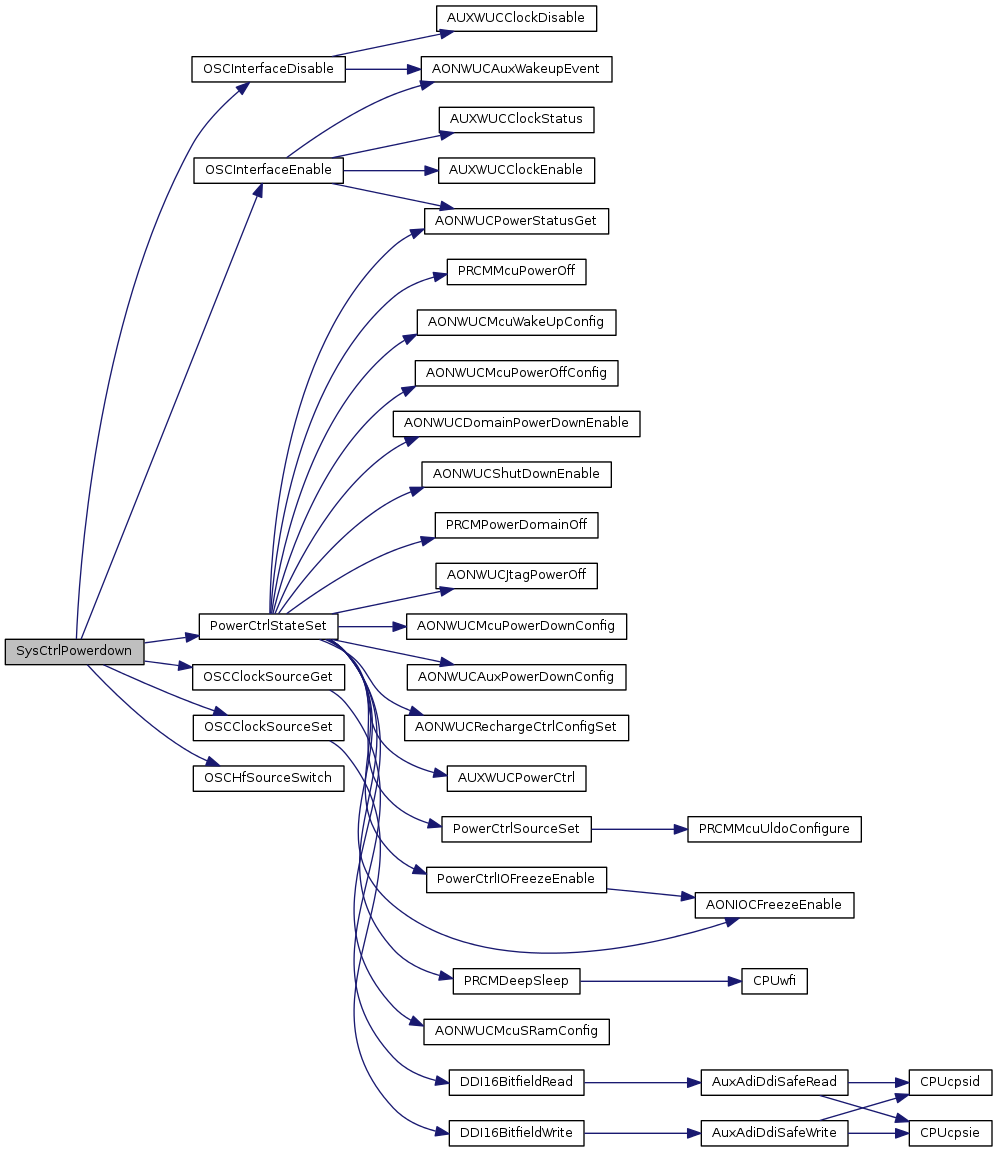 AUXWUCClockDisable
OSCInterfaceDisable
AONWUCAuxWakeupEvent
AUXWUCClockStatus
OSCInterfaceEnable
AUXWUCClockEnable
AONWUCPowerStatusGet
PRCMMcuPowerOff
AONWUCMcuWakeUpConfig
AONWUCMcuPowerOffConfig
AONWUCDomainPowerDownEnable
AONWUCShutDownEnable
PRCMPowerDomainOff
AONWUCJtagPowerOff
PowerCtrlStateSet
AONWUCMcuPowerDownConfig
SysCtrlPowerdown
OSCClockSourceGet
AONWUCAuxPowerDownConfig
OSCClockSourceSet
AONWUCRechargeCtrlConfigSet
OSCHfSourceSwitch
AUXWUCPowerCtrl
PowerCtrlSourceSet
PRCMMcuUldoConfigure
PowerCtrlIOFreezeEnable
AONIOCFreezeEnable
PRCMDeepSleep
CPUwfi
AONWUCMcuSRamConfig
DDI16BitfieldRead
AuxAdiDdiSafeRead
CPUcpsid
DDI16BitfieldWrite
AuxAdiDdiSafeWrite
CPUcpsie